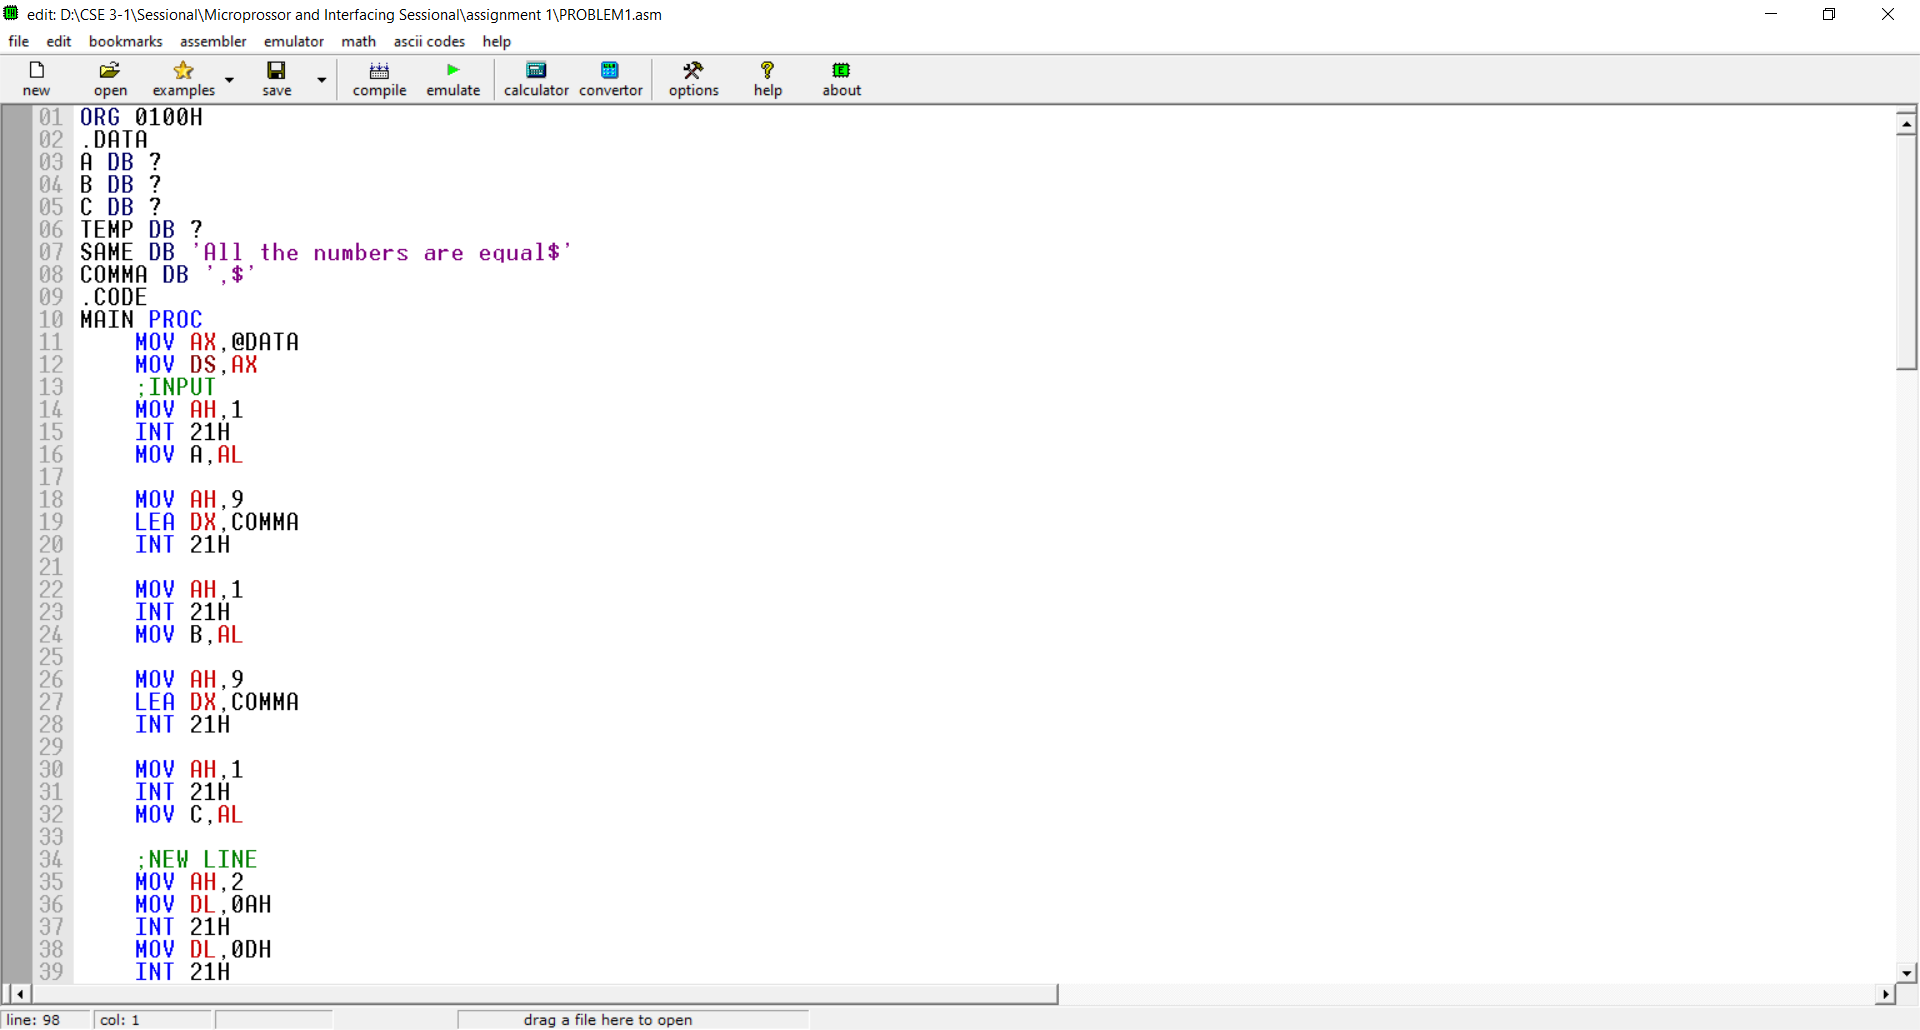 edit: D:\CSE 3-1\Sessional\Microprossor and Interfacing Sessional\assignment 1\PROBLEM1.asm
file edit bookmarks assembler emulator math ascii codes help
new open examples save compile emulate calculator convertor options help about
01 ORG 0100H
02 .DATA
03 A DB ?
04 B DB ?
05 C DB ?
06 TEMP DB ?
07 SAME DB 'All the numbers are equal$'
08 COMMA DB ',$'
09 .CODE
10 MAIN PROC
11 MOV AX,@DATA
12 MOV DS,AX
13 ;INPUT
14 MOV AH,1
15 INT 21H
16 MOV A,AL
17
18 MOV AH,9
19 LEA DX,COMMA
20 INT 21H
21
22 MOV AH,1
23 INT 21H
24 MOV B,AL
25
26 MOV AH,9
27 LEA DX,COMMA
28 INT 21H
29
30 MOV AH,1
31 INT 21H
32 MOV C,AL
33
34 ;NEW LINE
35 MOV AH,2
36 MOV DL,0AH
37 INT 21H
38 MOV DL,0DH
39 INT 21H
line: 98 col: 1 drag a file here to open